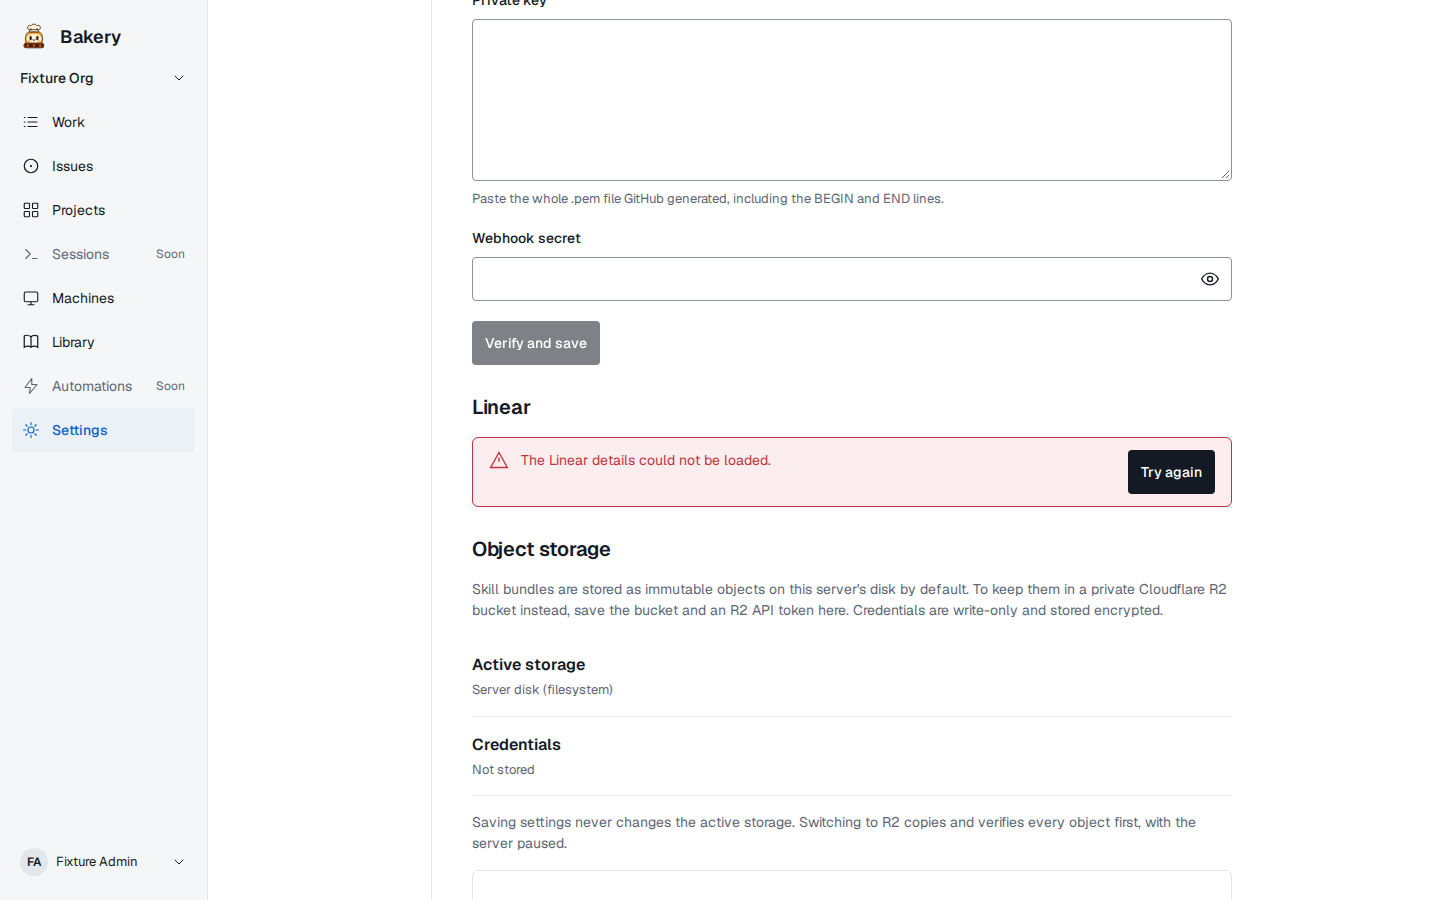 Bakery
Fixture Org
Work
Issues
Projects
Sessions Soon
Machines
Library
Automations Soon
Settings
FA Fixture Admin
Private key
Paste the whole .pem file GitHub generated, including the BEGIN and END lines.
Webhook secret
Verify and save
Linear
The Linear details could not be loaded.
Try again
Object storage
Skill bundles are stored as immutable objects on this server's disk by default. To keep them in a private Cloudflare R2
bucket instead, save the bucket and an R2 API token here. Credentials are write-only and stored encrypted.
Active storage
Server disk (filesystem)
Credentials
Not stored
Saving settings never changes the active storage. Switching to R2 copies and verifies every object first, with the
server paused.